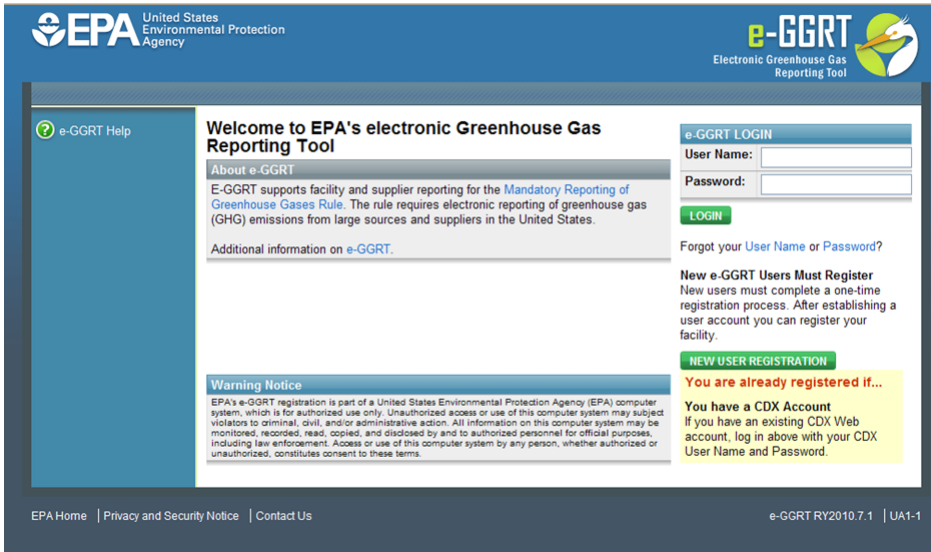 EPA United States
Environmental Protection
Agency
e-GGRT
Electronic Greenhouse Gas
Reporting Tool
e-GGRT Help
Welcome to EPA's electronic Greenhouse Gas
Reporting Tool
About e-GGRT
E-GGRT supports facility and supplier reporting for the Mandatory Reporting of
Greenhouse Gases Rule. The rule requires electronic reporting of greenhouse gas
(GHG) emissions from large sources and suppliers in the United States.
Additional information on e-GGRT.
Warning Notice
EPA's e-GGRT registration is part of a United States Environmental Protection Agency (EPA) computer
system, which is for authorized use only. Unauthorized access or use of this computer system may subject
violators to criminal, civil, and/or administrative action. All information on this computer system may be
monitored, recorded, read, copied, and disclosed by and to authorized personnel for official purposes,
including law enforcement. Access or use of this computer system by any person, whether authorized or
unauthorized, constitutes consent to these terms.
e-GGRT LOGIN
User Name:
Password:
LOGIN
Forgot your User Name or Password?
New e-GGRT Users Must Register
New users must complete a one-time
registration process. After establishing a
user account you can register your
facility.
NEW USER REGISTRATION
You are already registered if...
You have a CDX Account
If you have an existing CDX Web
account, log in above with your CDX
User Name and Password.
EPA Home | Privacy and Security Notice | Contact Us
e-GGRT RY2010.7.1 | UA1-1